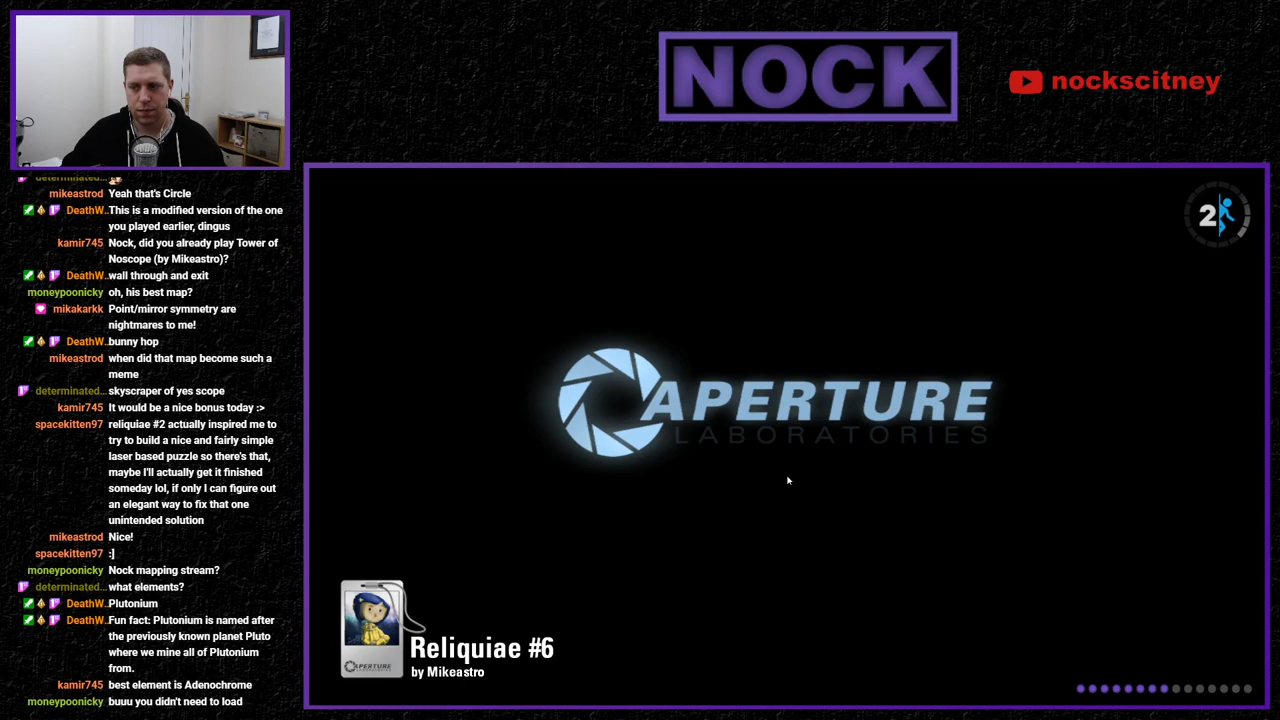 NOCK
nockscitney
determinated...
mikeastrod Yeah that's Circle
DeathW..This is a modified version of the one
you played earlier, dingus
kamir745 Nock, did you already play Tower of
Noscope (by Mikeastro)?
DeathW..wall through and exit
moneypoonicky oh, his best map?
mikakarkk Point/mirror symmetry are
nightmares to me!
DeathW..bunny hop
mikeastrod when did that map become such a
meme
determinated...skyscraper of yes scope
kamir745 It would be a nice bonus today :>
spacekitten97 reliquiae #2 actually inspired me to
try to build a nice and fairly simple
laser based puzzle so there's that,
maybe I'll actually get it finished
someday lol, if only I can figure out
an elegant way to fix that one
unintended solution
mikeastrod Nice!
spacekitten97 :]
moneypoonicky Nock mapping stream?
determinated...what elements?
DeathW..Plutonium
DeathW..Fun fact: Plutonium is named after
the previously known planet Pluto
where we mine all of Plutonium
from.
kamir745 best element is Adenochrome
moneypoonicky buuu you didn't need to load
2
APERTURE
LABORATORIES
APERTURE
Reliquiae #6
by Mikeastro